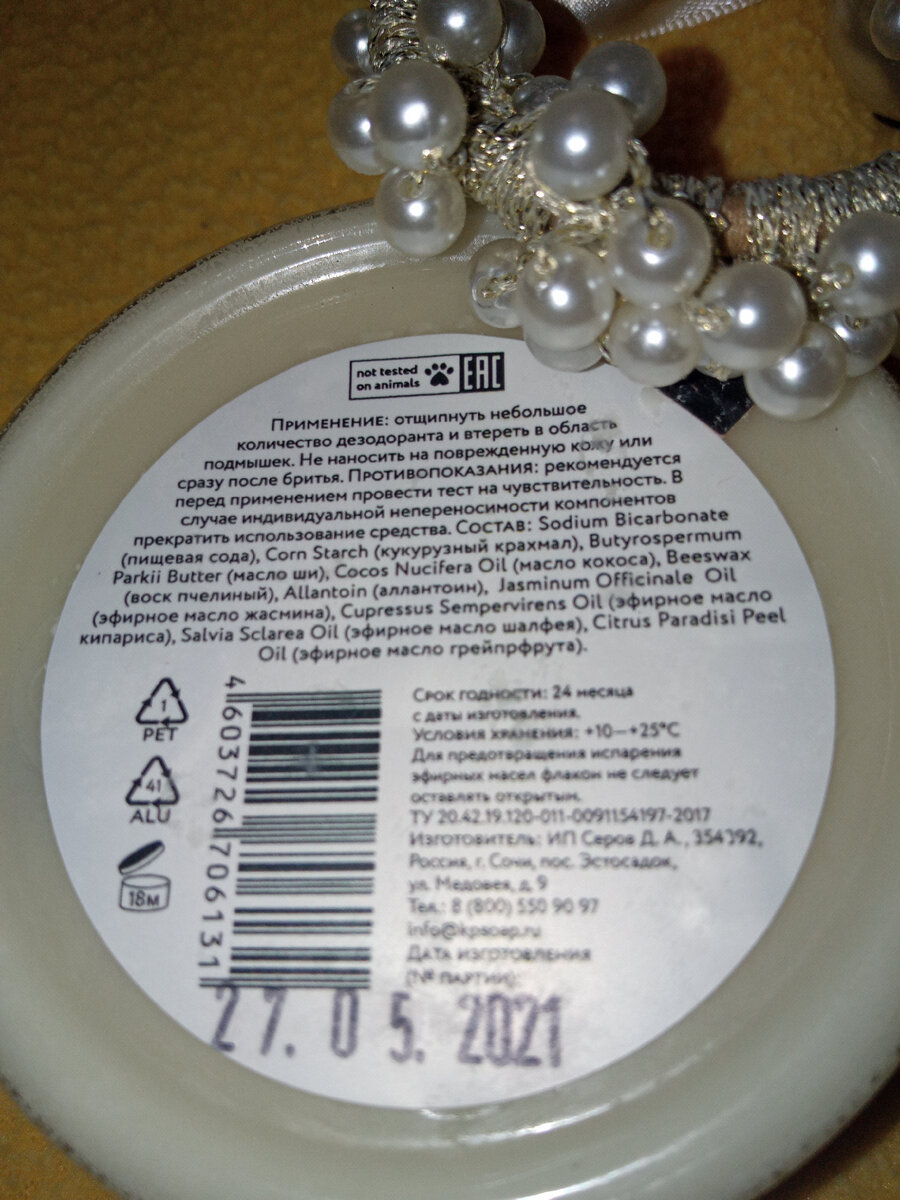 not tested
on animals
EAC
Применение: отщипнуть небольшое
количество дезодоранта и втереть в область
подмышек. Не наносить на поврежденную кожу или
сразу после бритья. Противопоказания: рекомендуется
перед применением провести тест на чувствительность. В
случае индивидуальной непереносимости компонентов
прекратить использование средства. Состав: Sodium Bicarbonate
(пищевая сода), Corn Starch (кукурузный крахмал), Butyrospermum
Parkii Butter (масло ши), Cocos Nucifera Oil (масло кокоса), Beeswax
(воск пчелиный), Allantoin (аллантоин), Jasminum Officinale Oil
(эфирное масло жасмина), Cupressus Sempervirens Oil (эфирное масло
кипариса), Salvia Sclarea Oil (эфирное масло шалфея), Citrus Paradisi Peel
Oil (эфирное масло грейпрфрута).
1
PET
41
ALU
18M
4603726706131
Срок годности: 24 месяца
с даты изготовления.
Условия хранения: +10—+25°C
Для предотвращения испарения
эфирных масел флакон не следует
оставлять открытым.
ТУ 20.42.19.120-011-0091154197-2017
Изготовитель: ИП Серов Д. А., 354392,
Россия, г. Сочи, пос. Эстосадок,
ул. Медовея, д. 9
Тел.: 8 (800) 550 90 97
info@kpsoap.ru
Дата изготовления
(№ партии):
27.05.2021